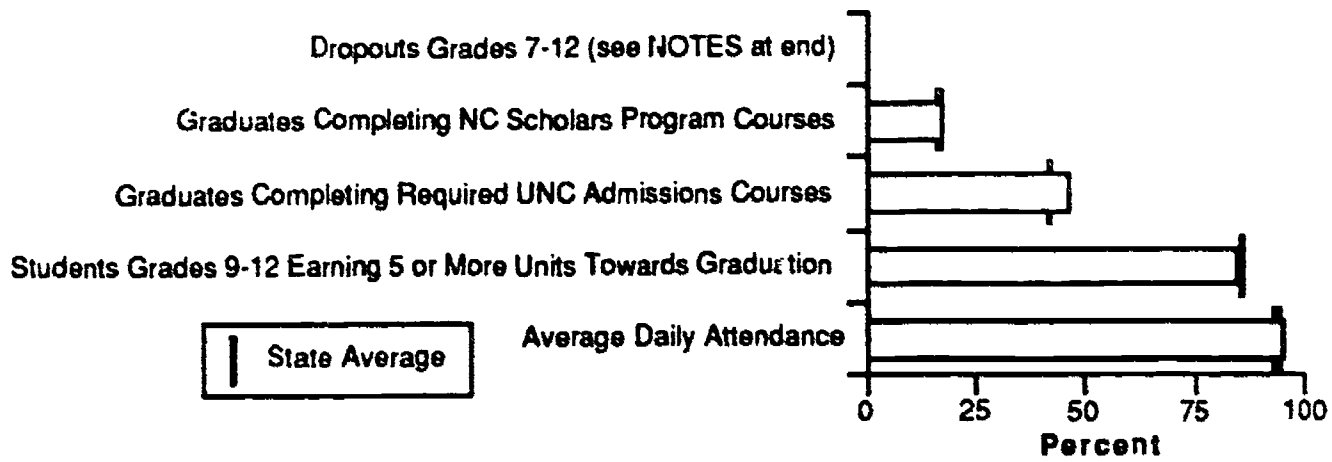 Dropouts Grades 7-12 (see NOTES at end)
Graduates Completing NC Scholars Program Courses
Graduates Completing Required UNC Admissions Courses
Students Grades 9-12 Earning 5 or More Units Towards Graduction
Average Daily Attendance
State Average
0 25 50 75 100
Percent